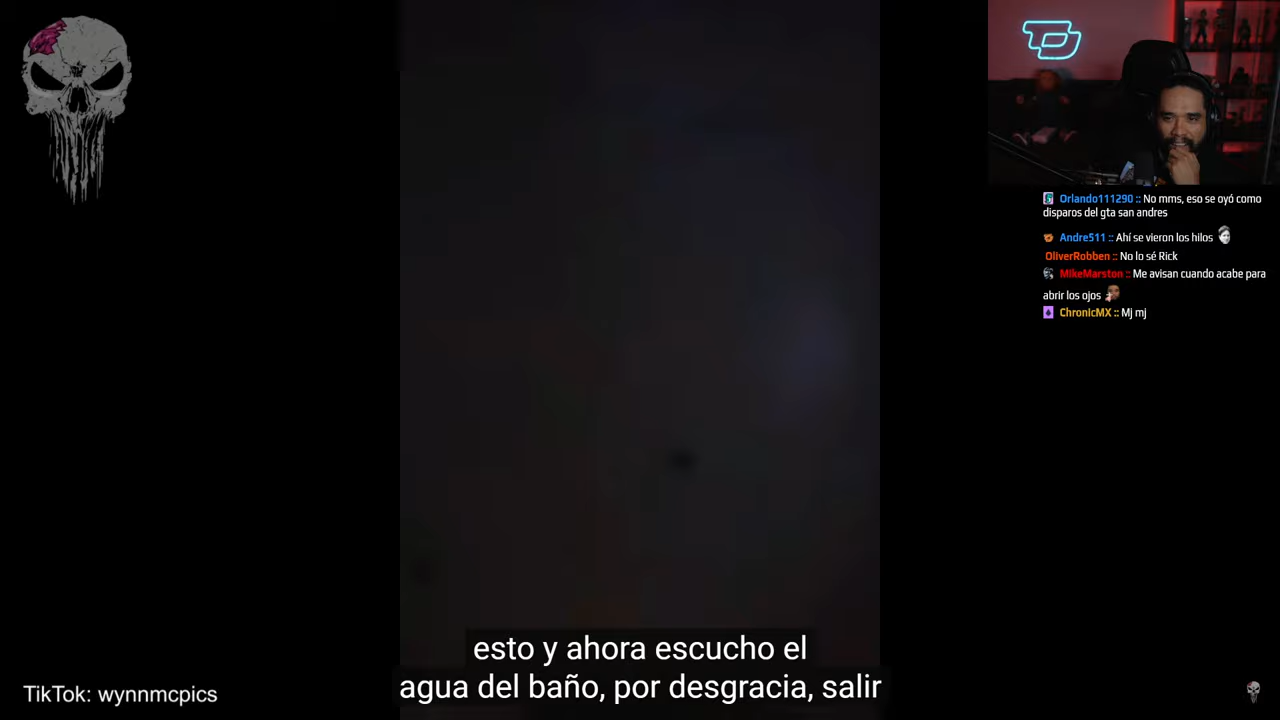 Orlando111290 :: No mms, eso se oyó como
disparos del gta san andres
Andre511 :: Ahí se vieron los hilos
OliverRobben :: No lo sé Rick
MikeMarston :: Me avisan cuando acabe para
abrir los ojos
ChronicMX :: Mj mj
esto y ahora escucho el
agua del baño, por desgracia, salir
TikTok: wynnmcpics